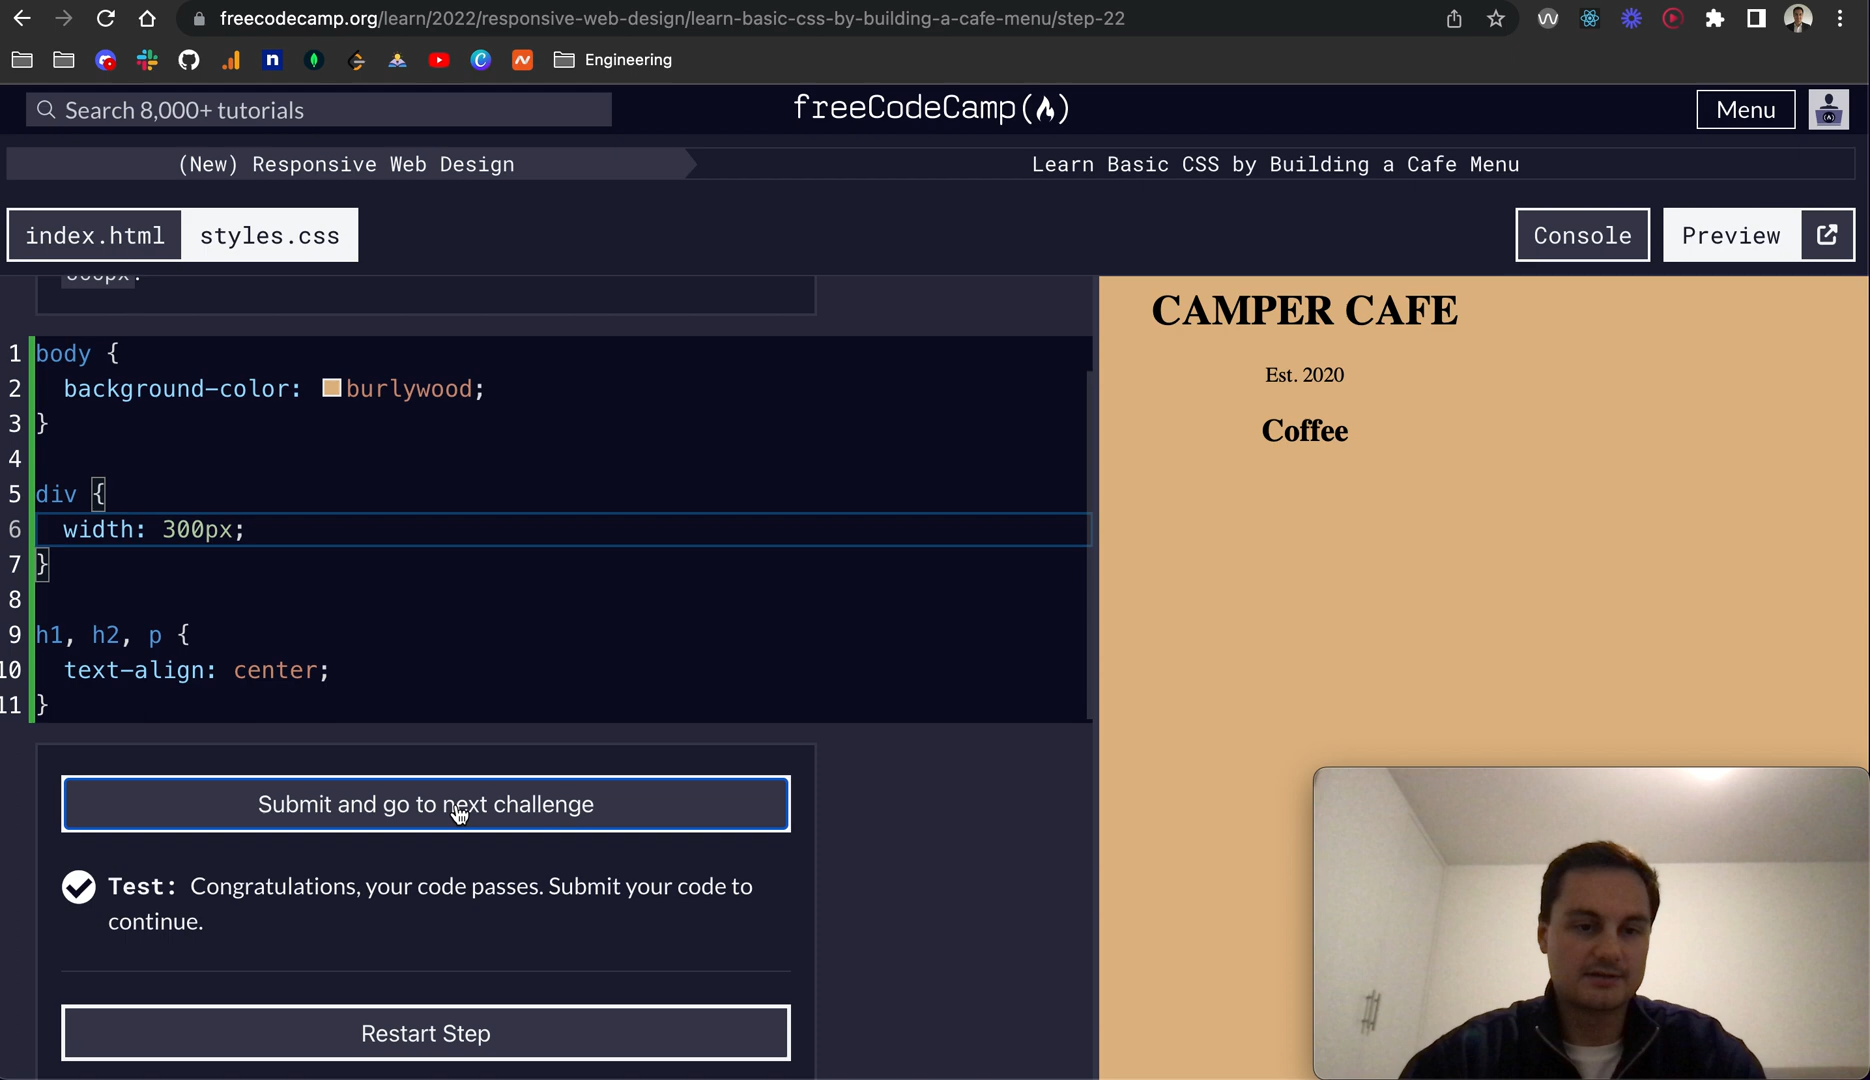 freecodecamp.org/learn/2022/responsive-web-design/learn-basic-css-by-building-a-cafe-menu/step-22
Engineering
Search 8,000+ tutorials
freeCodeCamp(🔥)
Menu
(New) Responsive Web Design
Learn Basic CSS by Building a Cafe Menu
index.html
styles.css
Console
Preview
1 body {
2 background-color: burlywood;
3 }
4
5 div {
6 width: 300px;
7 }
8
9 h1, h2, p {
10 text-align: center;
11 }
CAMPER CAFE
Est. 2020
Coffee
Submit and go to next challenge
Test: Congratulations, your code passes. Submit your code to
continue.
Restart Step